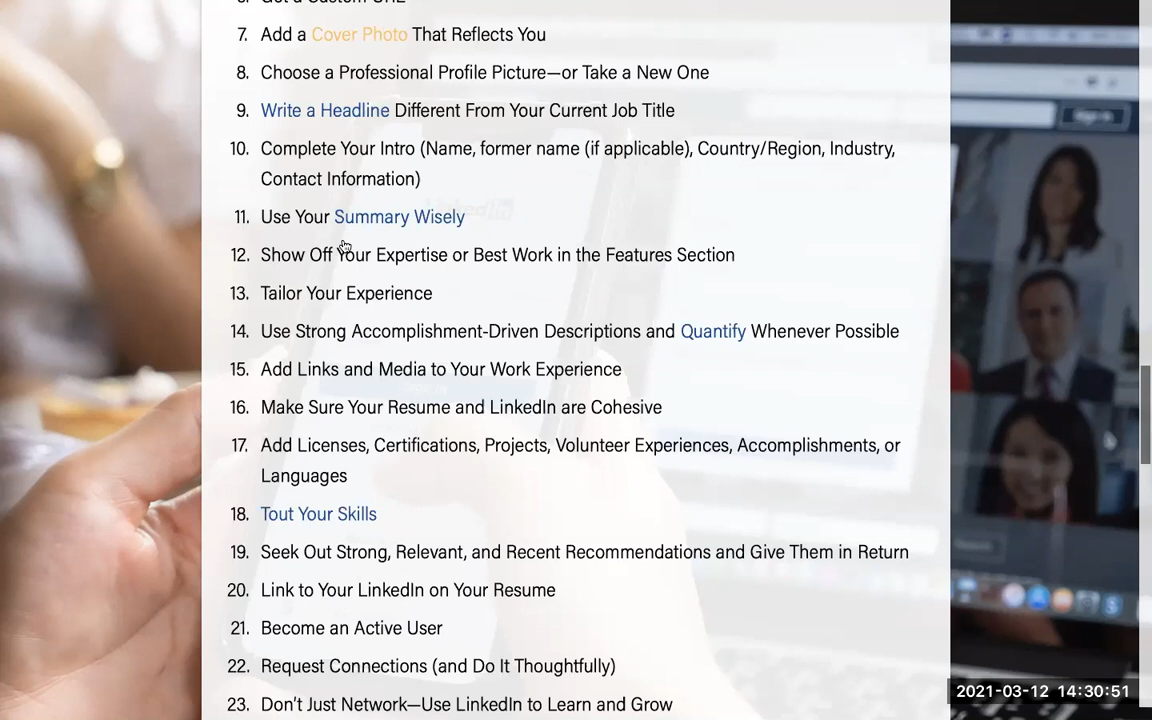 7. Add a Cover Photo That Reflects You
8. Choose a Professional Profile Picture—or Take a New One
9. Write a Headline Different From Your Current Job Title
10. Complete Your Intro (Name, former name (if applicable), Country/Region, Industry,
Contact Information)
11. Use Your Summary Wisely
12. Show Off Your Expertise or Best Work in the Features Section
13. Tailor Your Experience
14. Use Strong Accomplishment-Driven Descriptions and Quantify Whenever Possible
15. Add Links and Media to Your Work Experience
16. Make Sure Your Resume and LinkedIn are Cohesive
17. Add Licenses, Certifications, Projects, Volunteer Experiences, Accomplishments, or
Languages
18. Tout Your Skills
19. Seek Out Strong, Relevant, and Recent Recommendations and Give Them in Return
20. Link to Your LinkedIn on Your Resume
21. Become an Active User
22. Request Connections (and Do It Thoughtfully)
23. Don't Just Network—Use LinkedIn to Learn and Grow
2021-03-12 14:30:51